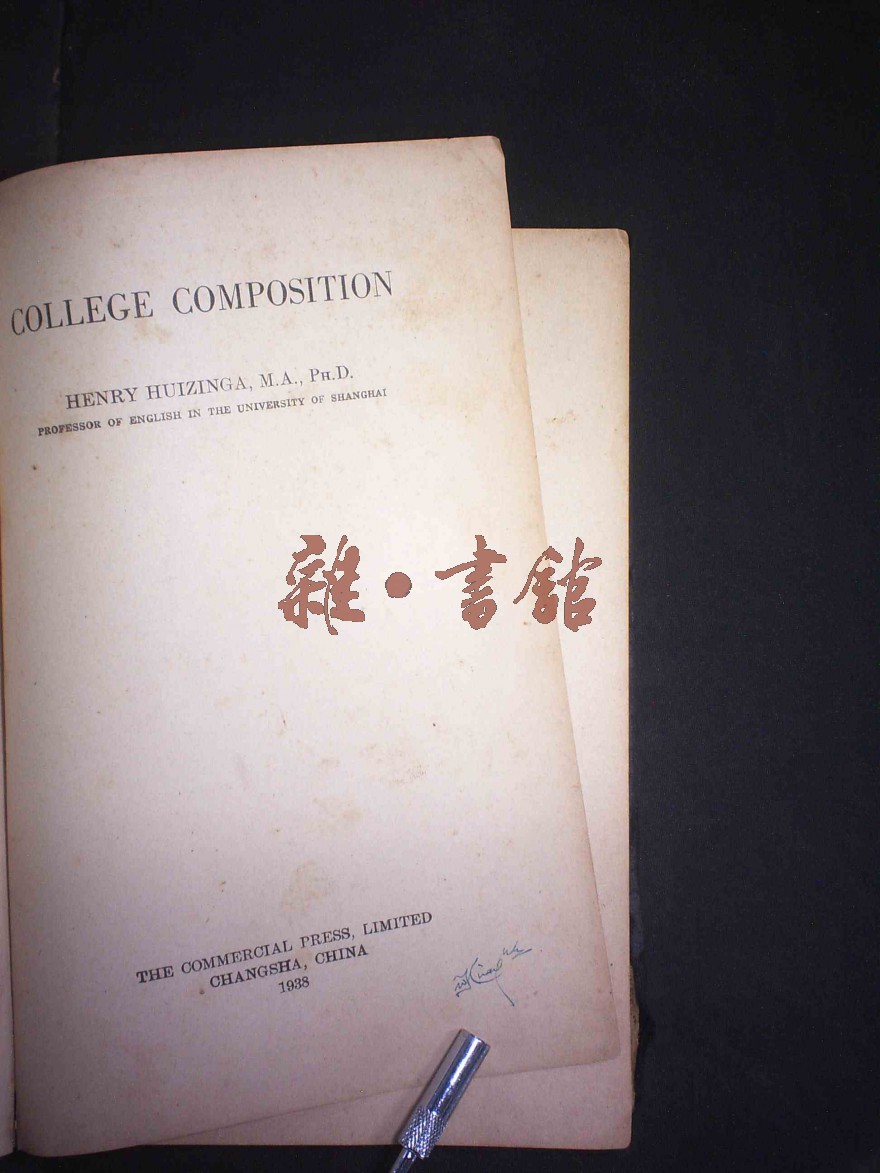 COLLEGE COMPOSITION
HENRY HUIZINGA, M.A., PH.D.
PROFESSOR OF ENGLISH IN THE UNIVERSITY OF SHANGHAI
雜·書館
THE COMMERCIAL PRESS, LIMITED
CHANGSHA, CHINA
1938